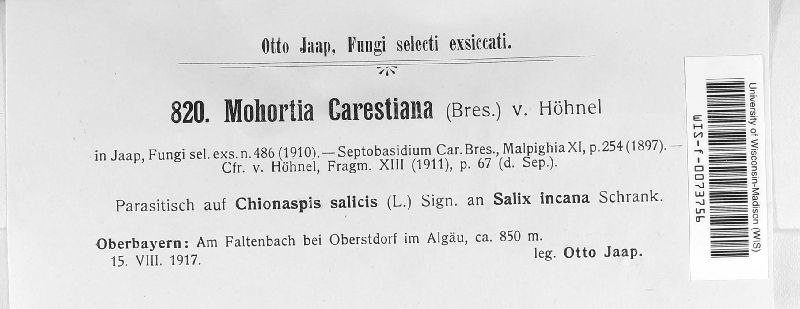 Otto Jaap, Fungi selecti exsiccati.
820. Mohortia Carestiana (Bres.) v. Höhnel
in Jaap, Fungi sel. exs. n. 486 (1910). — Septobasidium Car. Bres., Malpighia XI, p. 254 (1897). —
Cfr. v. Höhnel, Fragm. XIII (1911), p. 67 (d. Sep.).
Parasitisch auf Chionaspis salicis (L.) Sign. an Salix incana Schrank.
Oberbayern: Am Faltenbach bei Oberstdorf im Algäu, ca. 850 m.
15. VIII. 1917. leg. Otto Jaap.
University of Wisconsin-Madison (WIS)
WIS-f-0073756